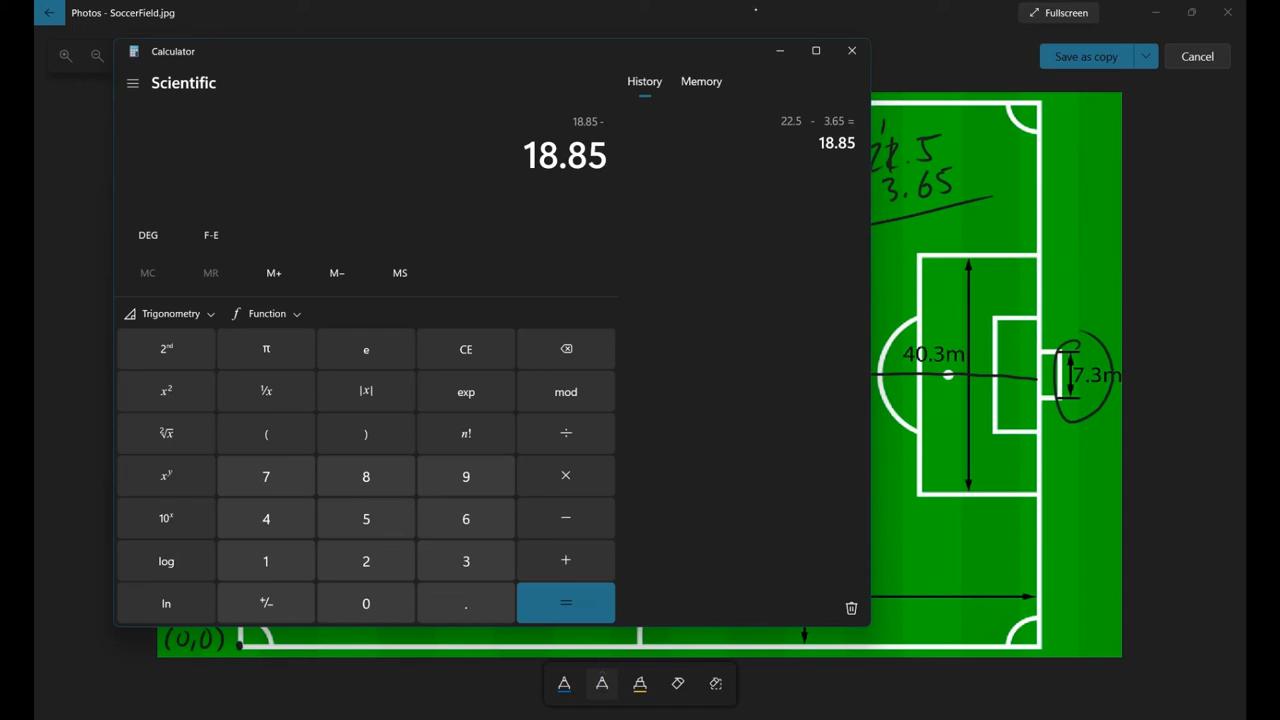 Photos - SoccerField.jpg
Fullscreen
Calculator
Save as copy
Cancel
Scientific
History
Memory
18.85 -
18.85
22.5 - 3.65 =
18.85
.5
3.65
DEG
F-E
MC
MR
M+
M−
MS
Trigonometry
f Function
2ⁿᵈ
π
e
CE
x²
¹/x
|x|
exp
mod
²√x
(
)
n!
÷
xʸ
7
8
9
×
10ˣ
4
5
6
−
log
1
2
3
+
ln
+/−
0
.
=
40.3m
7.3m
(0,0)